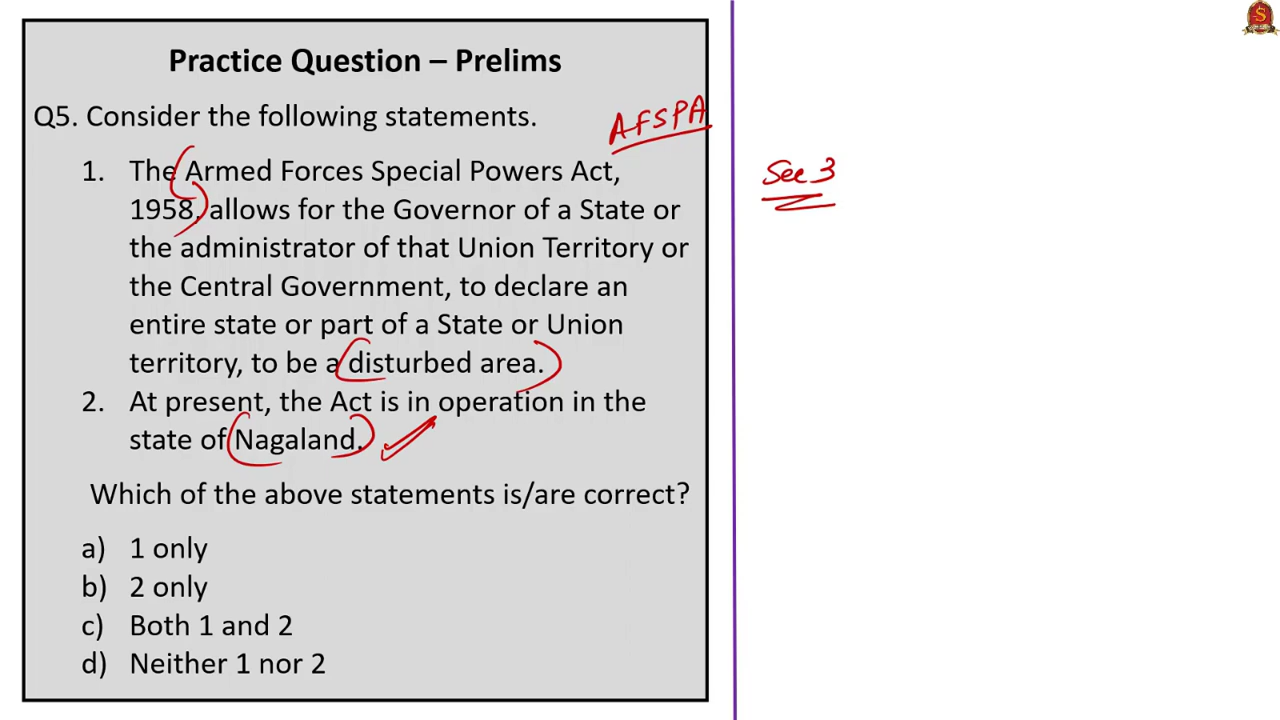 Practice Question – Prelims
Q5. Consider the following statements.
AFSPA
1. The Armed Forces Special Powers Act,
1958, allows for the Governor of a State or
the administrator of that Union Territory or
the Central Government, to declare an
entire state or part of a State or Union
territory, to be a disturbed area.
2. At present, the Act is in operation in the
state of Nagaland.
Which of the above statements is/are correct?
a) 1 only
b) 2 only
c) Both 1 and 2
d) Neither 1 nor 2
Sec 3